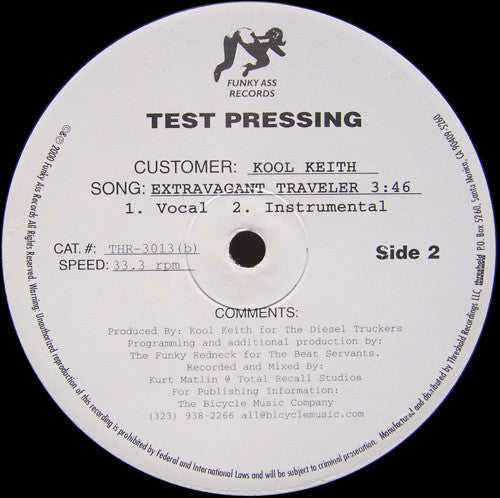 FUNKY ASS
RECORDS
TEST PRESSING
CUSTOMER: KOOL KEITH
SONG: EXTRAVAGANT TRAVELER 3:46
1. Vocal 2. Instrumental
CAT. #: THR-3013(b)
SPEED: 33.3 rpm
Side 2
COMMENTS:
Produced By: Kool Keith for The Diesel Truckers
Programming and additional production by:
The Funky Redneck for The Beat Servants.
Recorded and Mixed By:
Kurt Matlin @ Total Recall Studios
For Publishing Information:
The Bicycle Music Company
(323) 938-2266 all@bicyclemusic.com
©&℗ 2000 Funky Ass Records All Rights Reserved. Warning: Unauthorized reproduction of this recording is prohibited by Federal and International Laws and will be subject to criminal prosecution. Manufactured and distributed by Threshold Recordings LLC. threshold P.O. Box 5260, Santa Monica, CA 90409-5260